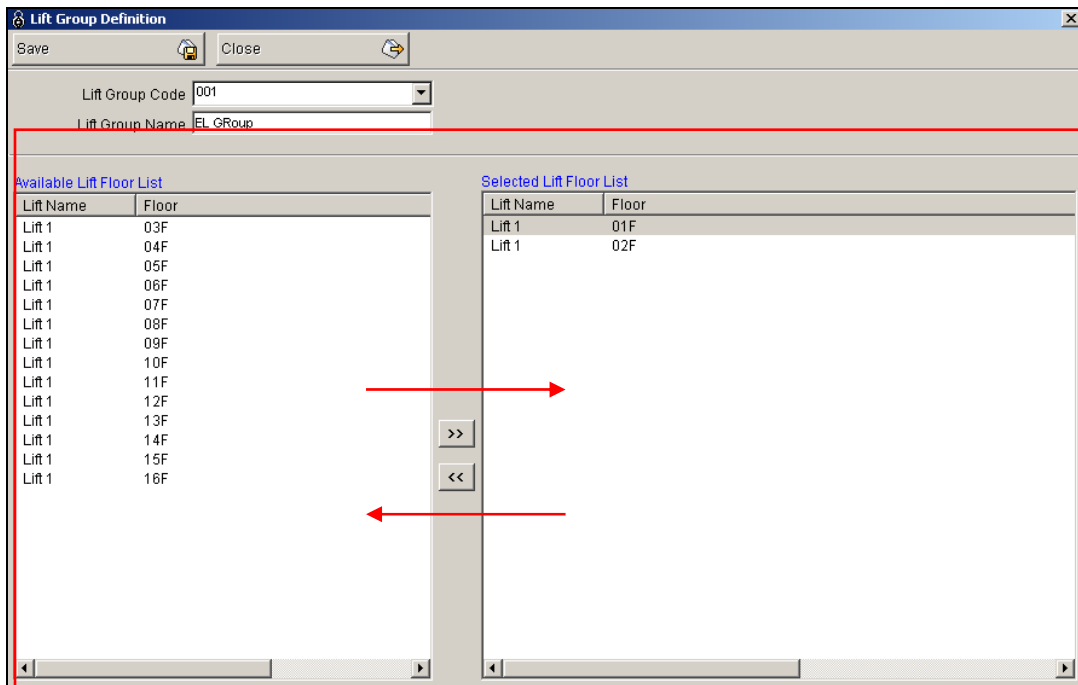 Lift Group Definition
Save Close
Lift Group Code 001
Lift Group Name EL GRoup
Available Lift Floor List
Lift Name Floor
Lift 1 03F
Lift 1 04F
Lift 1 05F
Lift 1 06F
Lift 1 07F
Lift 1 08F
Lift 1 09F
Lift 1 10F
Lift 1 11F
Lift 1 12F
Lift 1 13F
Lift 1 14F
Lift 1 15F
Lift 1 16F
>>
<<
Selected Lift Floor List
Lift Name Floor
Lift 1 01F
Lift 1 02F